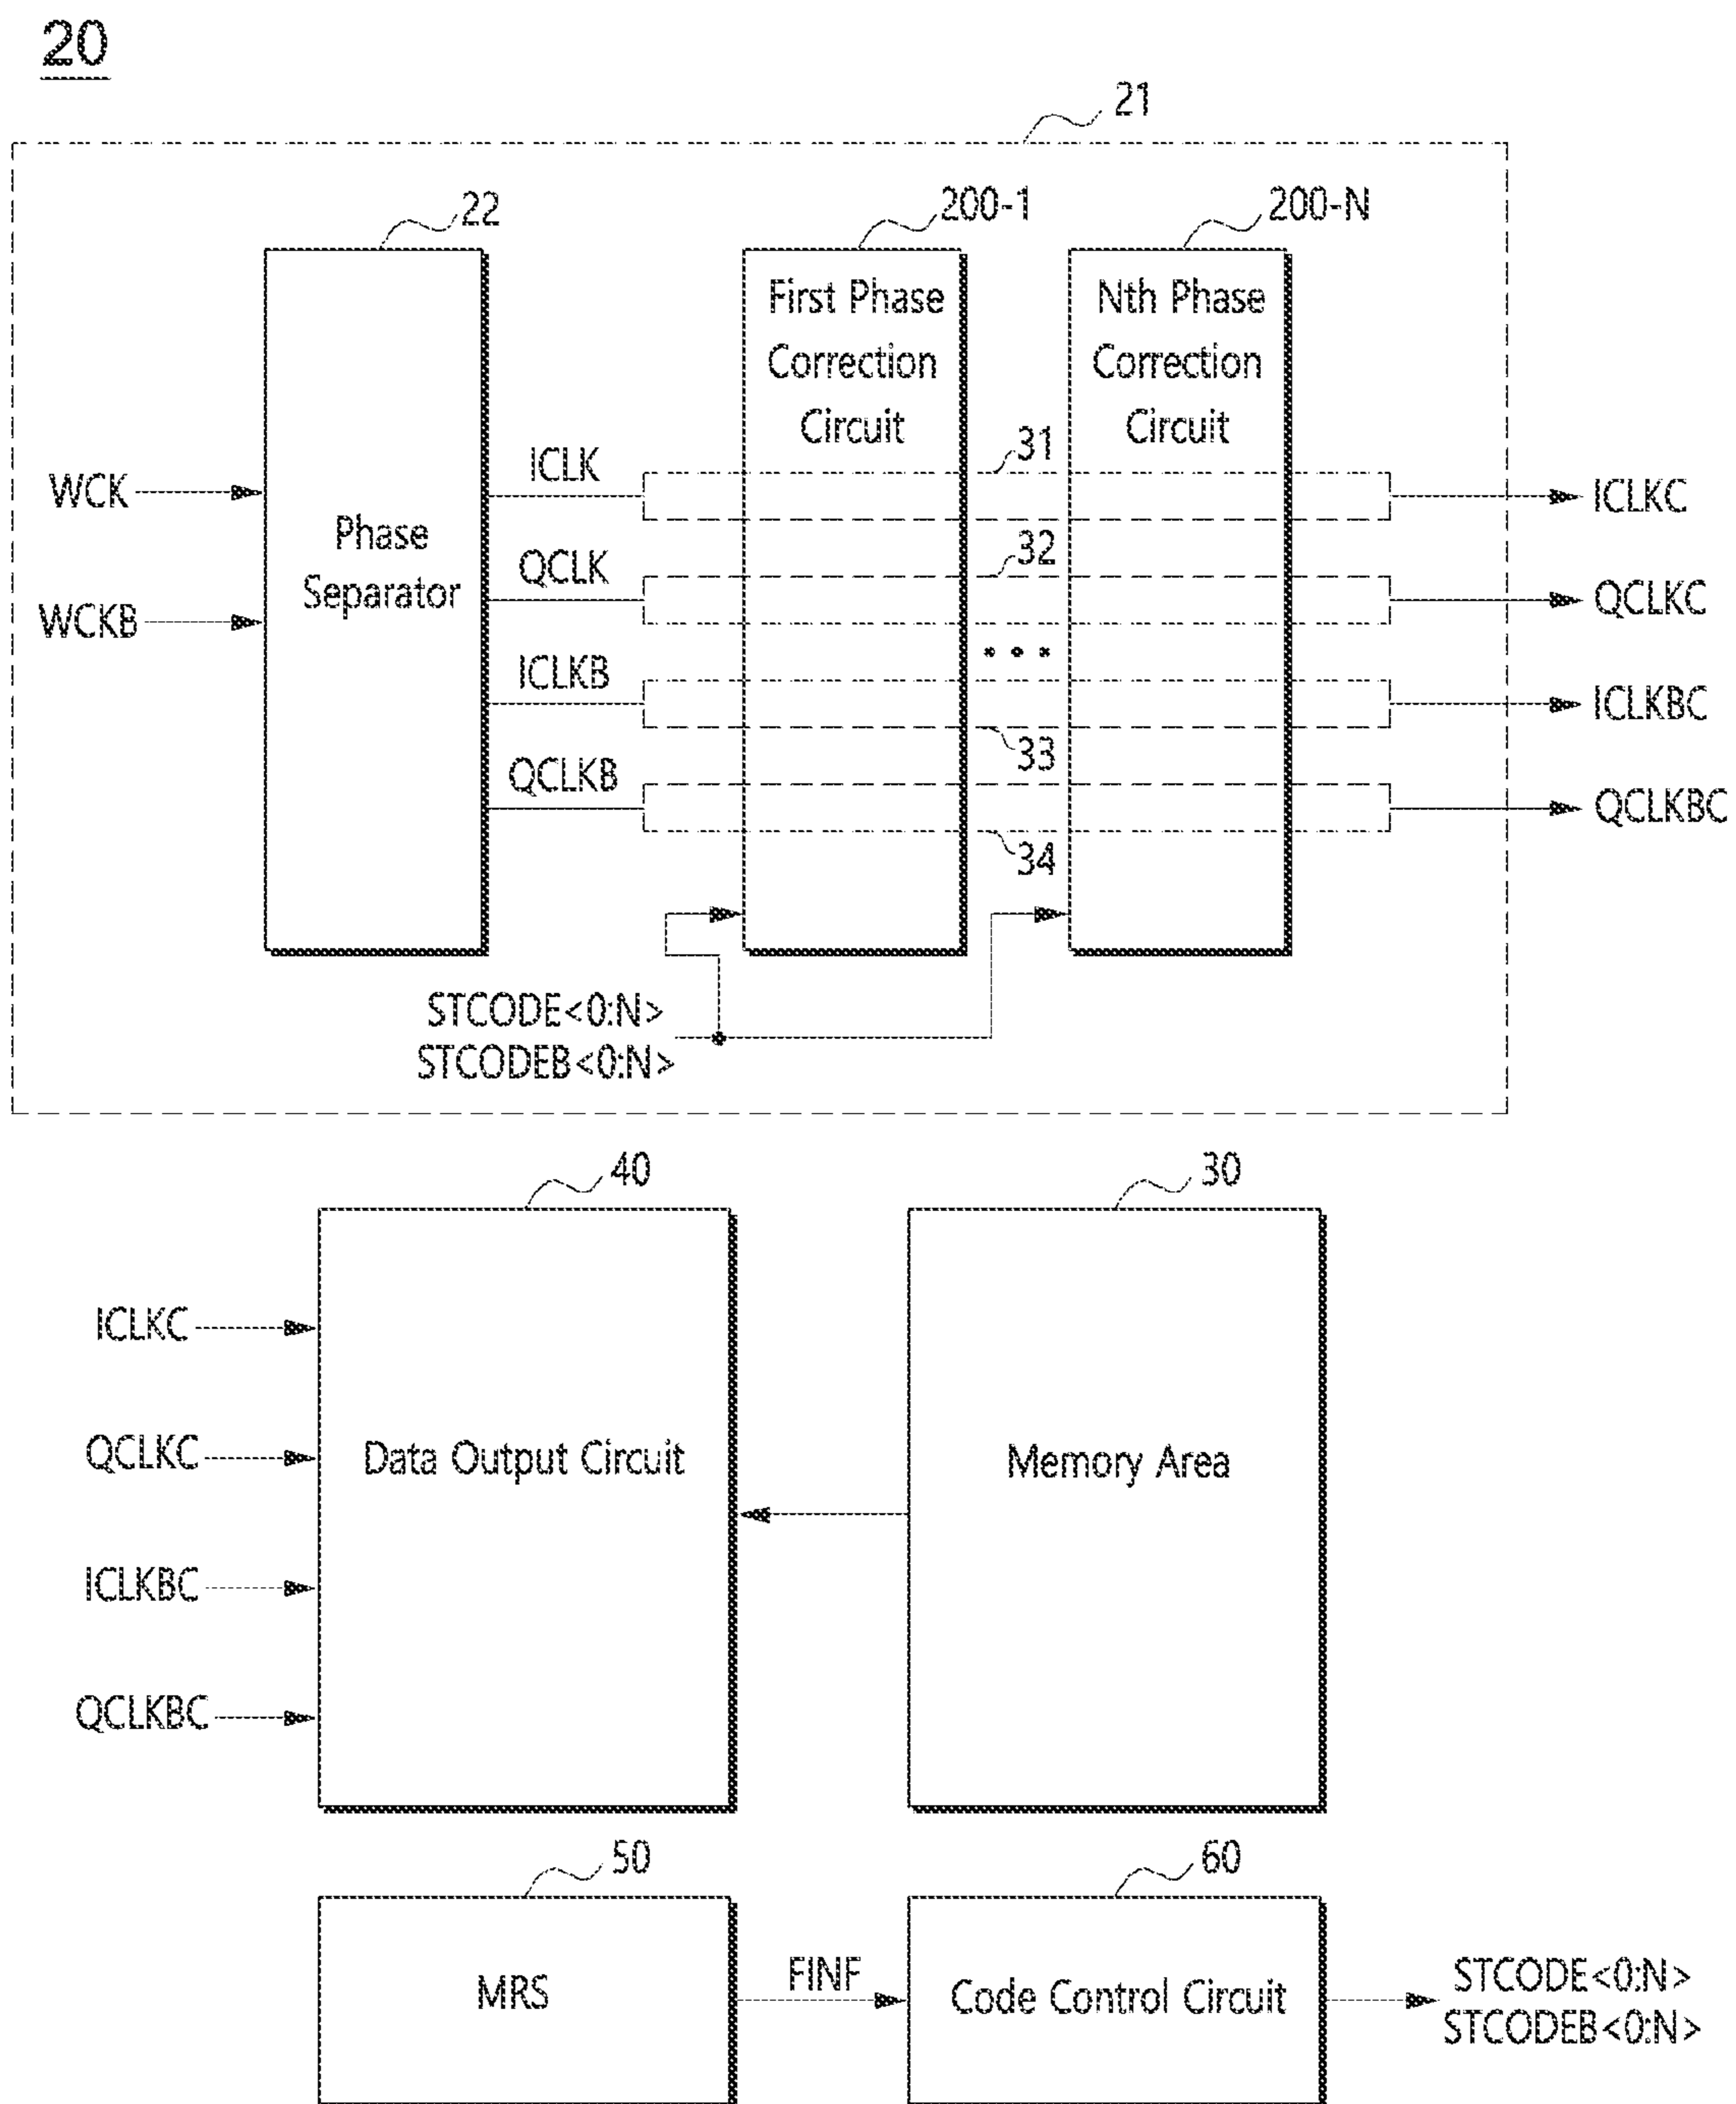 20
21
22
200-1
200-N
First Phase
Correction
Circuit
Nth Phase
Correction
Circuit
WCK
WCKB
Phase
Separator
ICLK
QCLK
ICLKB
QCLKB
31
32
33
34
ICLKC
QCLKC
ICLKBC
QCLKBC
STCODE<0:N>
STCODEB<0:N>
40
30
ICLKC
QCLKC
ICLKBC
QCLKBC
Data Output Circuit
Memory Area
50
60
MRS
FINF
Code Control Circuit
STCODE<0:N>
STCODEB<0:N>